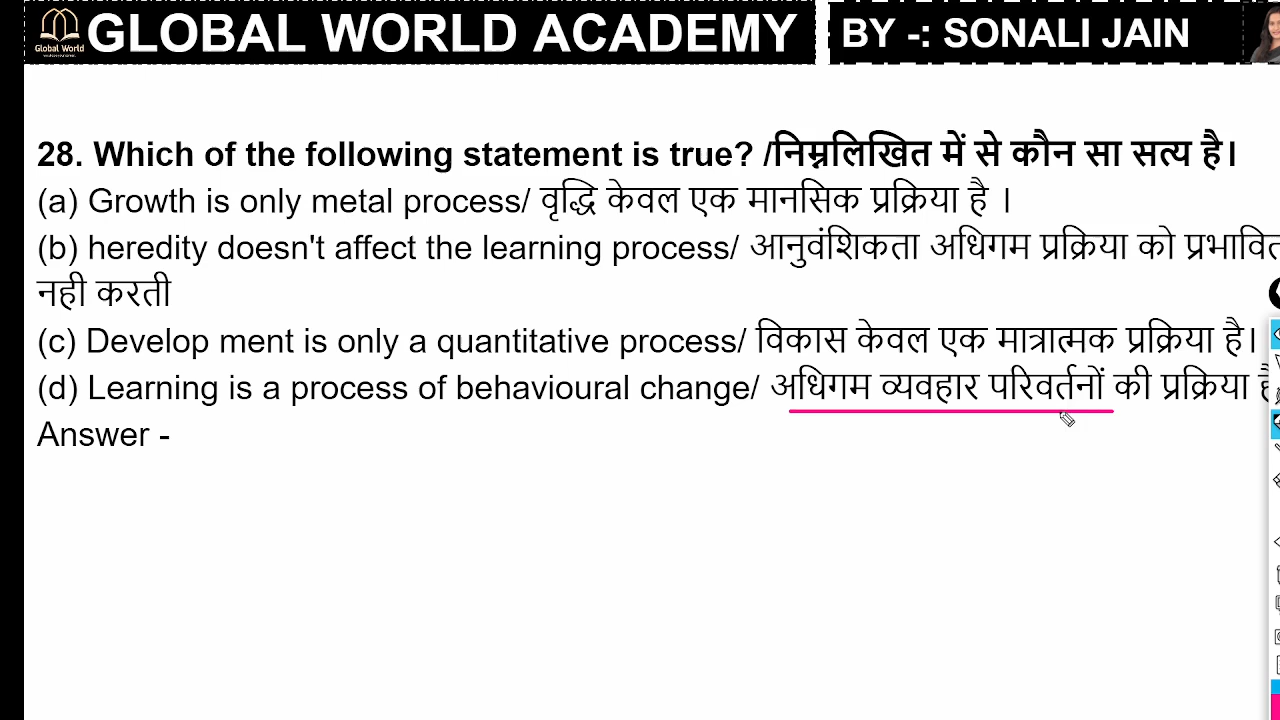 GLOBAL WORLD ACADEMY
BY -: SONALI JAIN
Global World
28. Which of the following statement is true? /निम्नलिखित में से कौन सा सत्य है।
(a) Growth is only metal process/ वृद्धि केवल एक मानसिक प्रक्रिया है ।
(b) heredity doesn't affect the learning process/ आनुवंशिकता अधिगम प्रक्रिया को प्रभावित
नही करती
(c) Develop ment is only a quantitative process/ विकास केवल एक मात्रात्मक प्रक्रिया है।
(d) Learning is a process of behavioural change/ अधिगम व्यवहार परिवर्तनों की प्रक्रिया है
Answer -